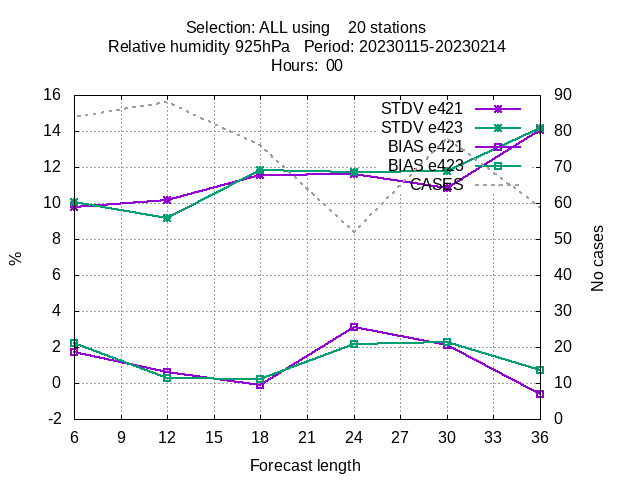 Selection: ALL using 20 stations
Relative humidity 925hPa Period: 20230115-20230214
Hours: 00
16 90
14 STDV e421 80
12 STDV e423 70
10 BIAS e421 60
8 BIAS e423 50
6 CASES 40
4 30
2 20
0 10
-2 0
%
No cases
6 9 12 15 18 21 24 27 30 33 36
Forecast length